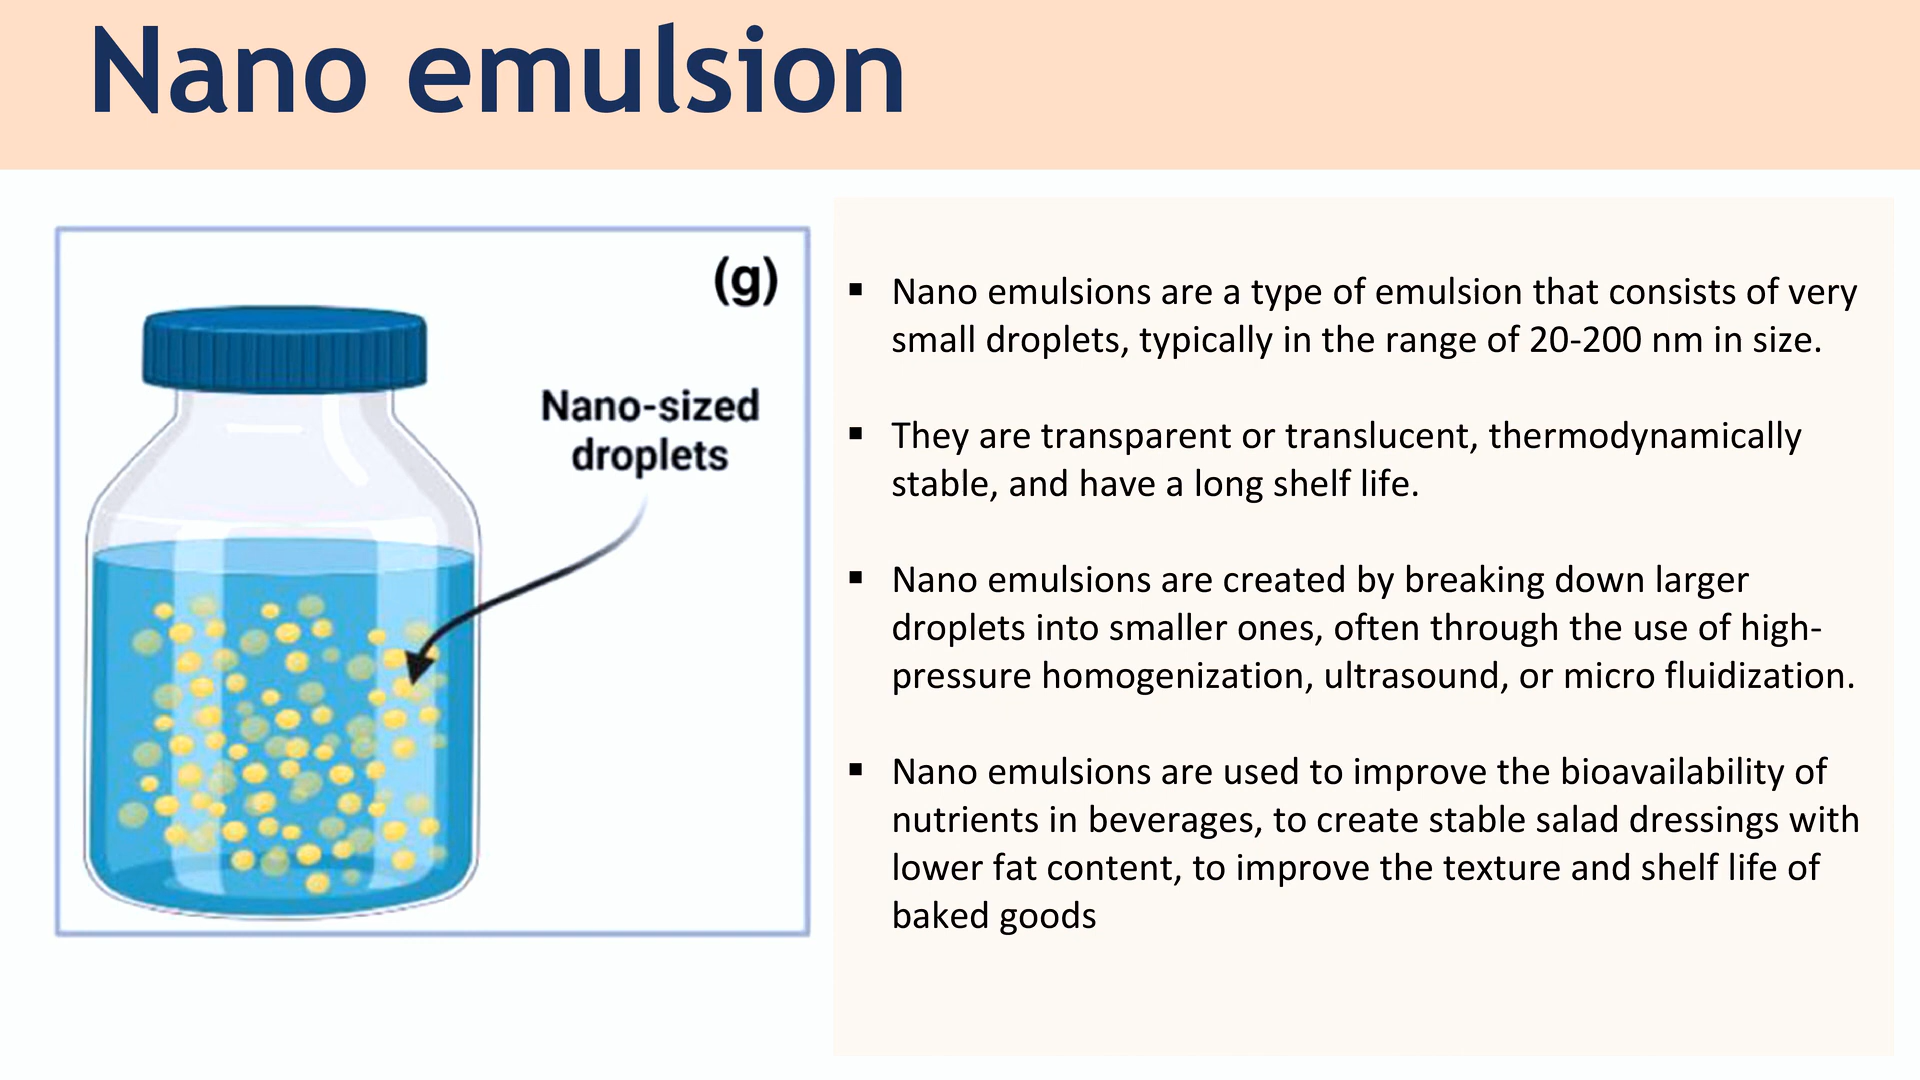 Nano emulsion
(g)
Nano-sized
droplets
▪ Nano emulsions are a type of emulsion that consists of very
small droplets, typically in the range of 20-200 nm in size.
▪ They are transparent or translucent, thermodynamically
stable, and have a long shelf life.
▪ Nano emulsions are created by breaking down larger
droplets into smaller ones, often through the use of high-
pressure homogenization, ultrasound, or micro fluidization.
▪ Nano emulsions are used to improve the bioavailability of
nutrients in beverages, to create stable salad dressings with
lower fat content, to improve the texture and shelf life of
baked goods